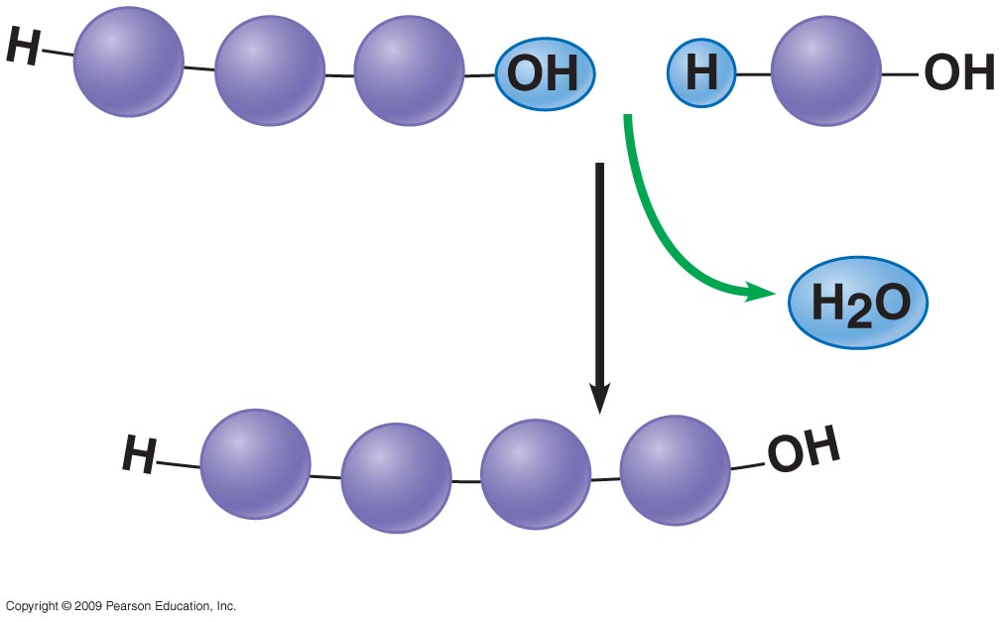 H OH H OH
H2O
H OH
Copyright © 2009 Pearson Education, Inc.